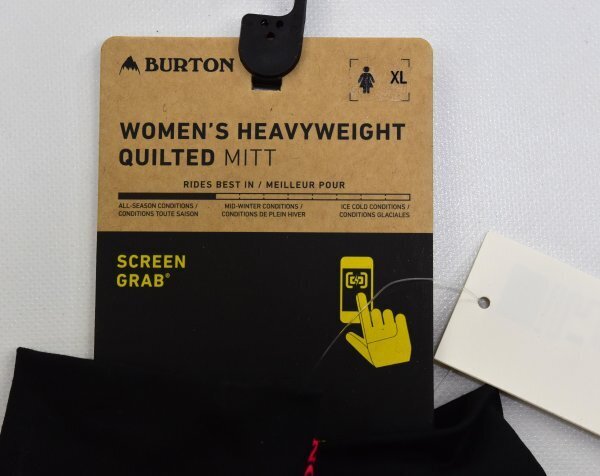 BURTON
XL
WOMEN'S HEAVYWEIGHT
QUILTED MITT
RIDES BEST IN / MEILLEUR POUR
ALL-SEASON CONDITIONS / MID-WINTER CONDITIONS / ICE COLD CONDITIONS /
CONDITIONS TOUTE SAISON CONDITIONS DE PLEIN HIVER CONDITIONS GLACIALES
SCREEN
GRAB®